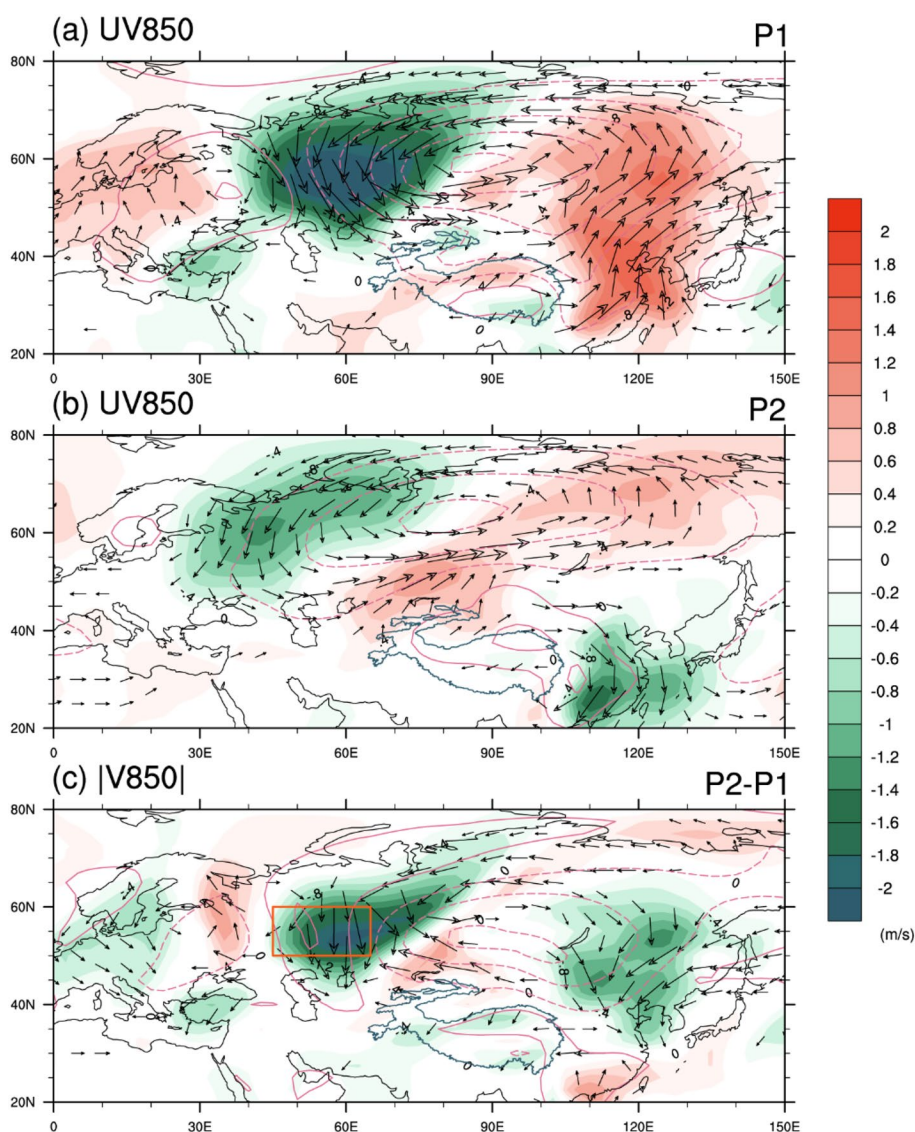 (a) UV850 P1
80N
60N
40N
20N
0 30E 60E 90E 120E 150E
(b) UV850 P2
80N
60N
40N
20N
0 30E 60E 90E 120E 150E
(c) |V850| P2-P1
80N
60N
40N
20N
0 30E 60E 90E 120E 150E
2
1.8
1.6
1.4
1.2
1
0.8
0.6
0.4
0.2
0
-0.2
-0.4
-0.6
-0.8
-1
-1.2
-1.4
-1.6
-1.8
-2
(m/s)